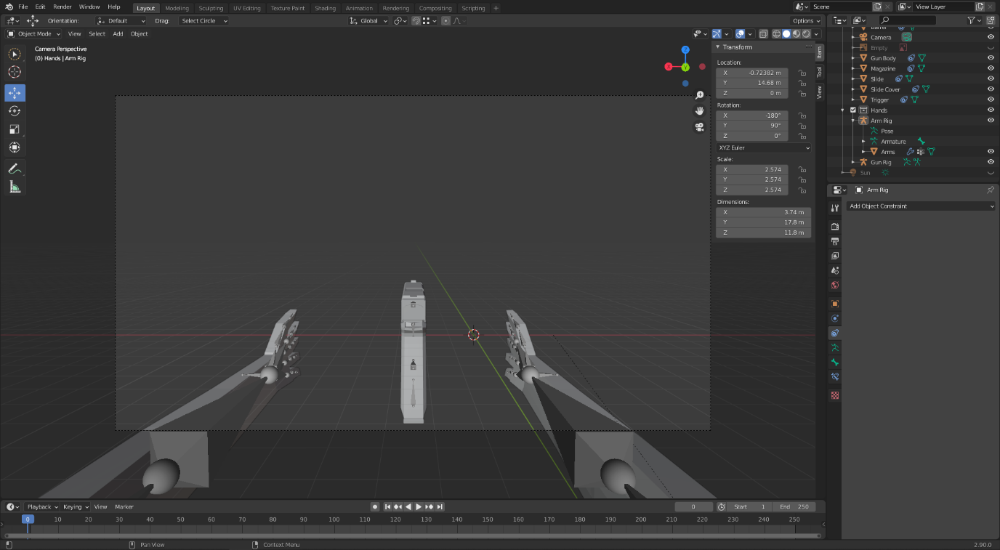 File Edit Render Window Help Layout Modeling Sculpting UV Editing Texture Paint Shading Animation Rendering Compositing Scripting + Scene View Layer
Orientation: Default Drag: Select Circle Global Options
Object Mode View Select Add Object
Camera Perspective
(0) Hands | Arm Rig
Z
X
Y
Transform
Location:
X -0.72382 m
Y 14.68 m
Z 0 m
Rotation:
X -180°
Y 90°
Z 0°
XYZ Euler
Scale:
X 2.574
Y 2.574
Z 2.574
Dimensions:
X 3.74 m
Y 17.8 m
Z 11.8 m
Item
Tool
View
Barrel
Camera
Empty
Gun Body
Magazine
Slide
Slide Cover
Trigger
Hands
Arm Rig
Pose
Armature
Arms
Gun Rig
Sun
Arm Rig
Add Object Constraint
Playback Keying View Marker 0 Start 1 End 250
0 10 20 30 40 50 60 70 80 90 100 110 120 130 140 150 160 170 180 190 200 210 220 230 240 250
Pan View Context Menu 2.90.0